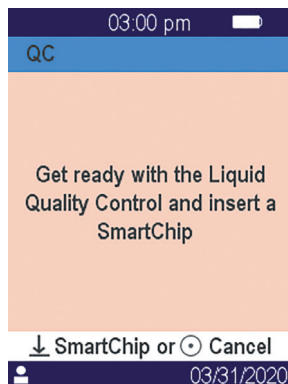 03:00 pm
QC
Get ready with the Liquid
Quality Control and insert a
SmartChip
SmartChip or Cancel
03/31/2020